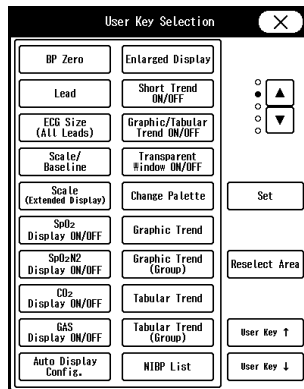 User Key Selection
BP Zero
Enlarged Display
Lead
Short Trend
ON/OFF
ECG Size
(All Leads)
Graphic/Tabular
Trend ON/OFF
Scale/
Baseline
Transparent
Window ON/OFF
Scale
(Extended Display)
Change Palette
Set
SpO₂
Display ON/OFF
Graphic Trend
SpO₂N2
Display ON/OFF
Graphic Trend
(Group)
Reselect Area
CO₂
Display ON/OFF
Tabular Trend
GAS
Display ON/OFF
Tabular Trend
(Group)
User Key ↑
Auto Display
Config.
NIBP List
User Key ↓